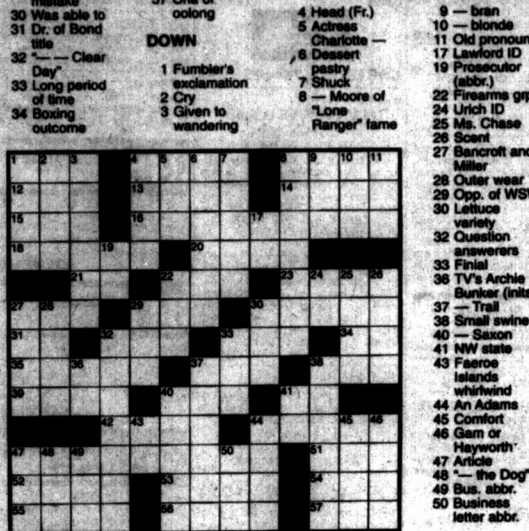 mistake
30 Was able to
31 Dr. of Bond
title
32 "— — Clear
Day"
33 Long period
of time
34 Boxing
outcome
oolong
DOWN
1 Fumbler's
exclamation
2 Cry
3 Given to
wandering
4 Head (Fr.)
5 Actress
Charlotte —
6 Dessert
pastry
7 Shuck
8 — Moore of
"Lone
Ranger" fame
9 — bran
10 — blonde
11 Old pronoun
17 Lawford ID
19 Prosecutor
(abbr.)
22 Firearms grp
24 Urich ID
25 Ms. Chase
26 Scent
27 Bancroft and
Miller
28 Outer wear
29 Opp. of WSW
30 Lettuce
variety
32 Question
answerers
33 Finial
36 TV's Archie
Bunker (inits
37 — Trail
38 Small swine
40 — Saxon
41 NW state
43 Faeroe
Islands
whirlwind
44 An Adams
45 Comfort
46 Gam or
Hayworth
47 Article
48 "— the Dog"
49 Bus. abbr.
50 Business
letter abbr.
1 2 3 4 5 6 7 8 9 10 11
12 13 14
15 16 17
18 19 20
21 22 23 24 25 26
27 28 29 30
31 32 33 34
35 36 37 38
39 40 41
42 43 44 45 46
47 48 49 50 51
52 53 54
55 56 57